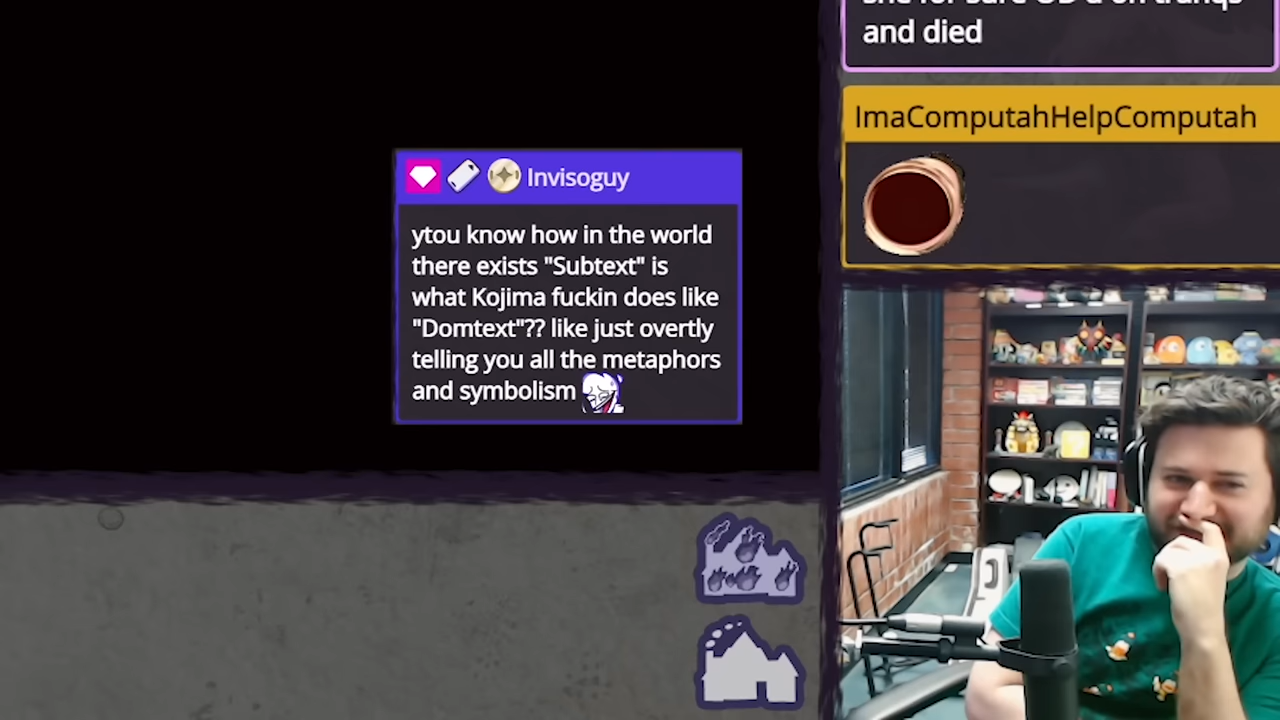 and died
ImaComputahHelpComputah
Invisoguy
ytou know how in the world
there exists "Subtext" is
what Kojima fuckin does like
"Domtext"?? like just overtly
telling you all the metaphors
and symbolism